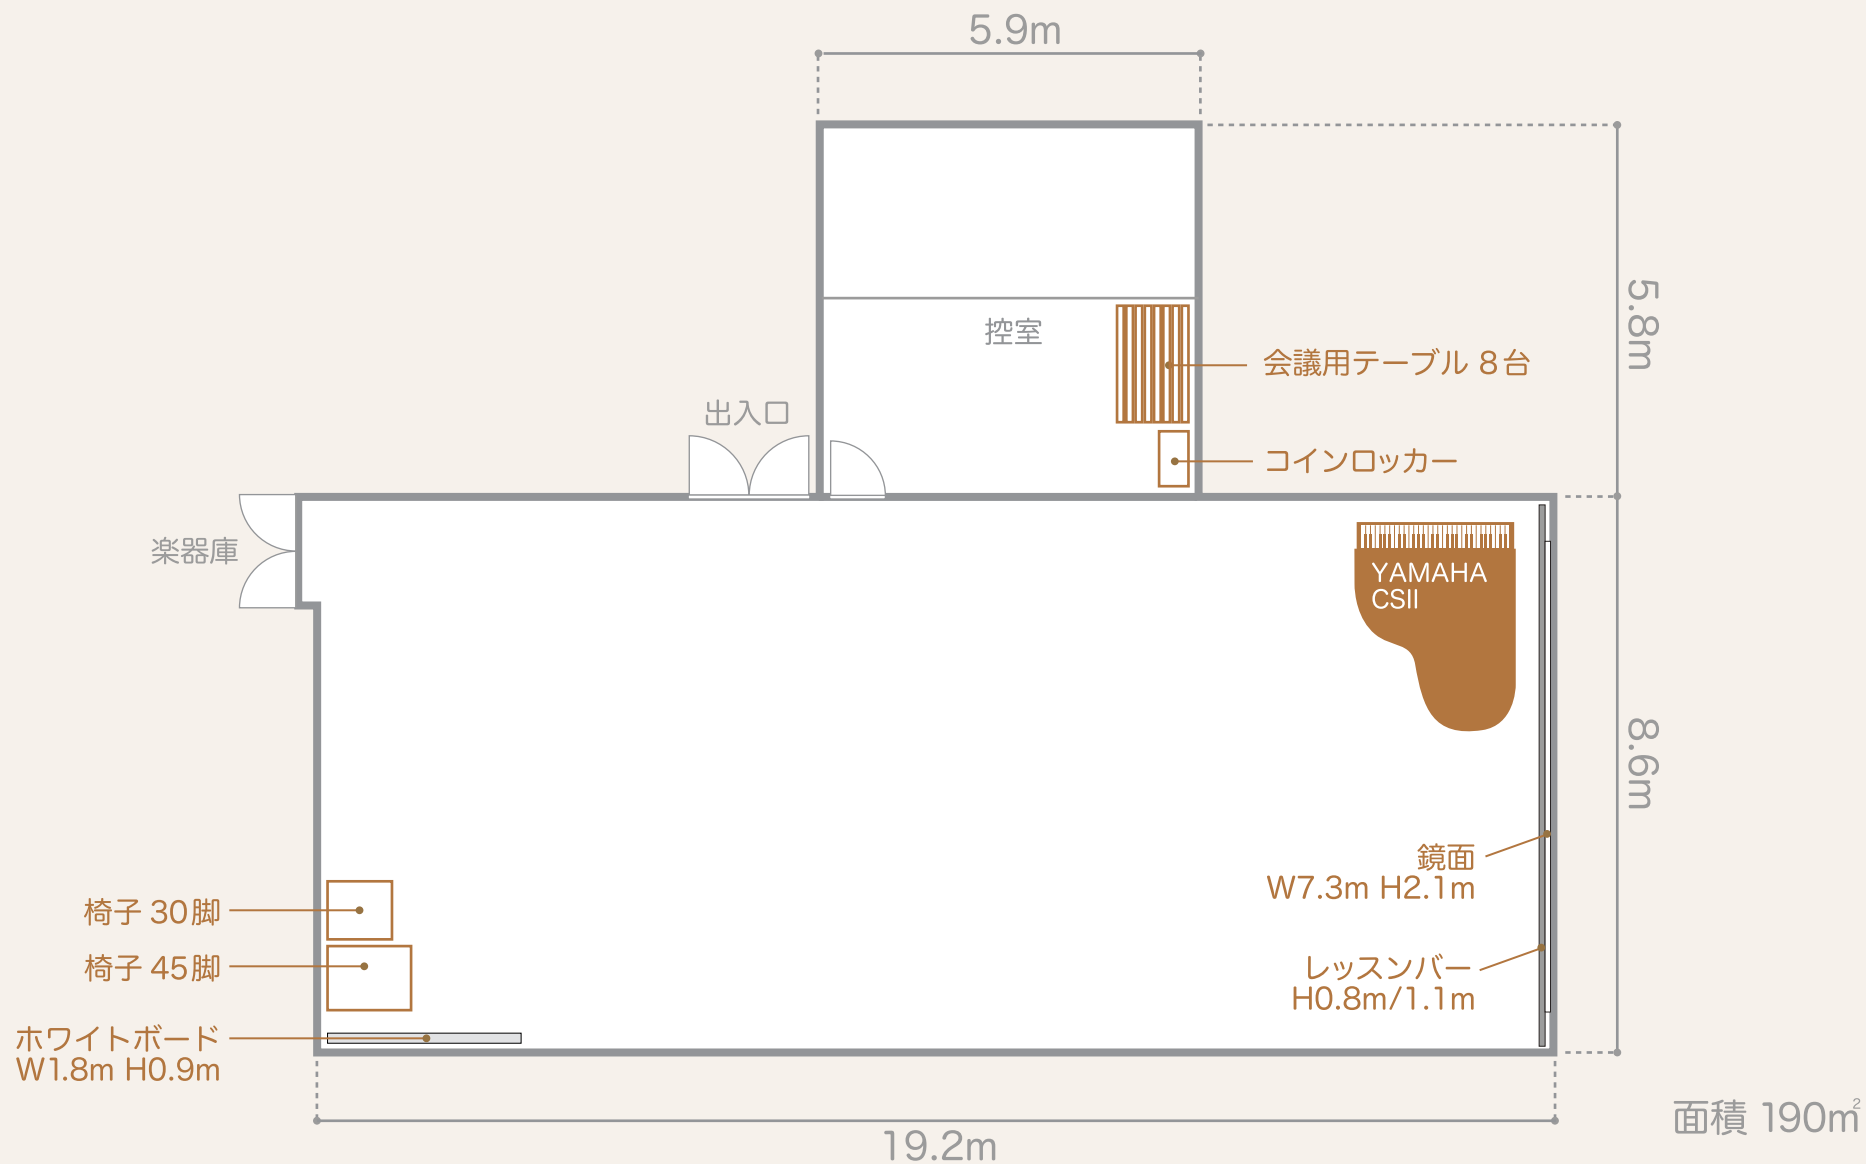 5.9m
5.8m
控室
会議用テーブル 8台
出入口
コインロッカー
楽器庫
YAMAHA
CSII
8.6m
鏡面
W7.3m H2.1m
椅子 30脚
椅子 45脚
レッスンバー
H0.8m/1.1m
ホワイトボード
W1.8m H0.9m
19.2m
面積 190㎡